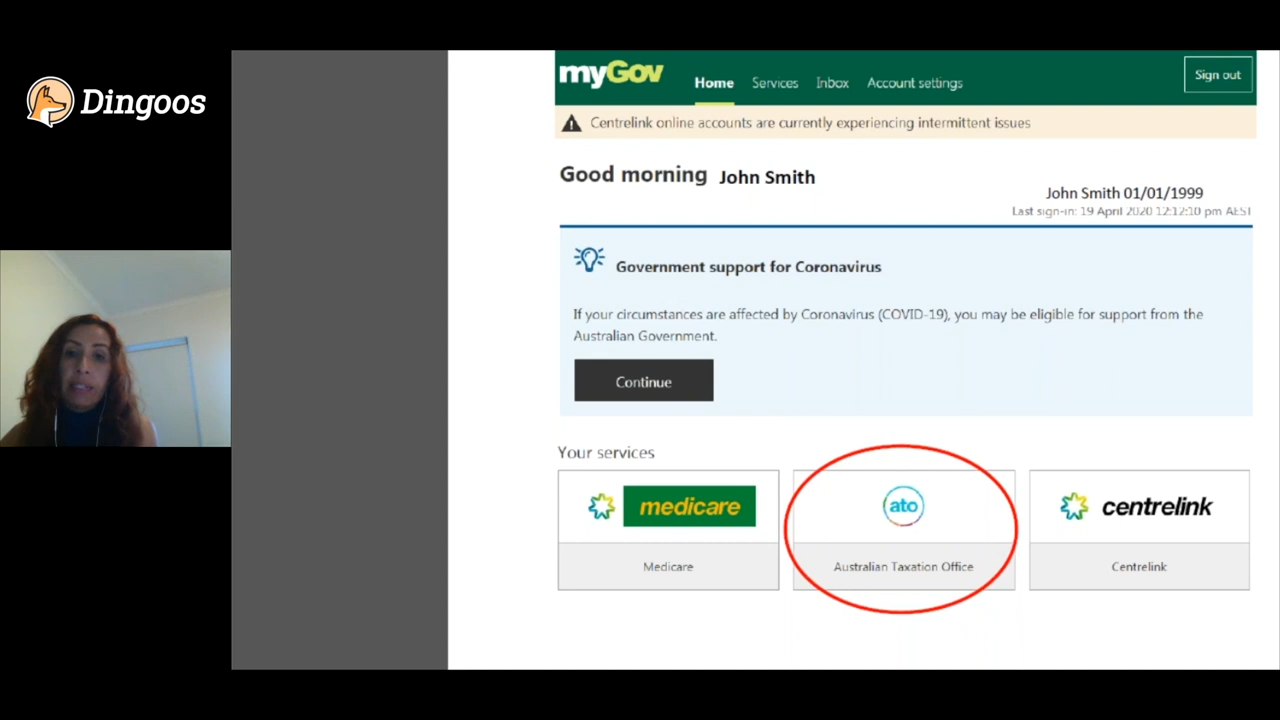 Dingoos
myGov
Home Services Inbox Account settings
Sign out
Centrelink online accounts are currently experiencing intermittent issues
Good morning John Smith
John Smith 01/01/1999
Last sign-in: 19 April 2020 12:12:10 pm AEST
Government support for Coronavirus
If your circumstances are affected by Coronavirus (COVID-19), you may be eligible for support from the
Australian Government.
Continue
Your services
medicare
ato
centrelink
Medicare
Australian Taxation Office
Centrelink